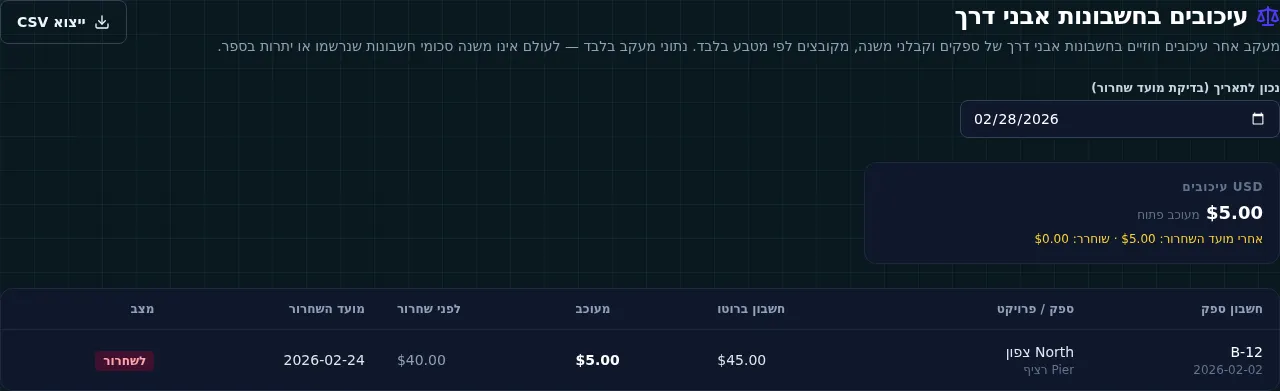 עיכובים בחשבונות אבני דרך
ייצוא CSV
מעקב אחר עיכובים חוזיים בחשבונות אבני דרך של ספקים וקבלני משנה, מקובצים לפי מטבע בלבד. נתוני מעקב בלבד — לעולם אינו משנה סכומי חשבונות שנרשמו או יתרות בספר.
נכון לתאריך (בדיקת מועד שחרור)
02/28/2026
USD עיכובים
$5.00 מעוכב פתוח
אחרי מועד השחרור: $5.00 · שוחרר: $0.00
חשבון ספק ספק / פרויקט חשבון ברוטו מעוכב לפני שחרור מועד השחרור מצב
B-12 North צפון $45.00 $5.00 $40.00 2026-02-24 לשחרור
2026-02-02 Pier רציף